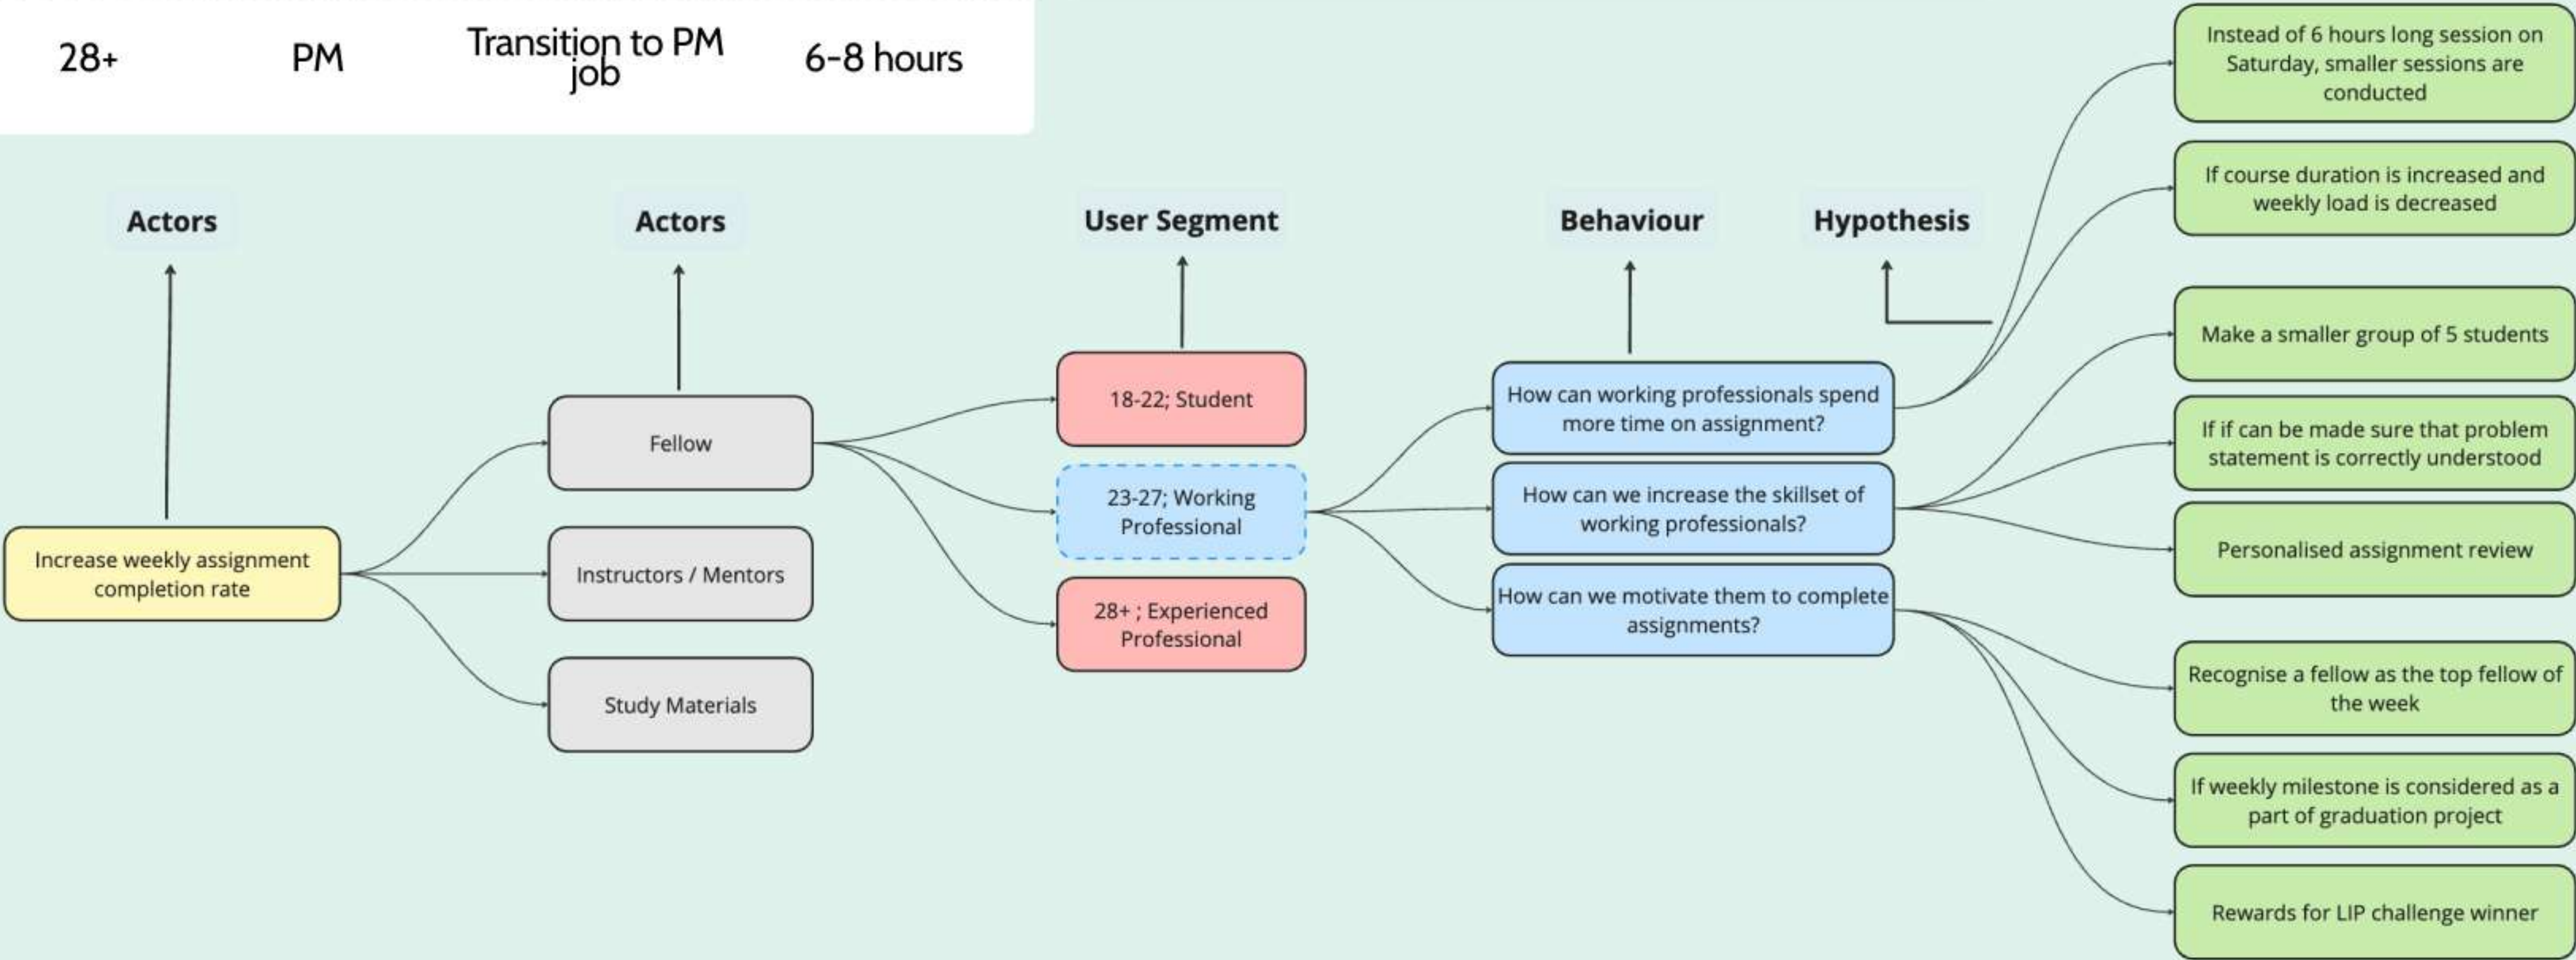 28+
PM
Transition to PM
job
6-8 hours
Actors
Actors
User Segment
Behaviour
Hypothesis
Increase weekly assignment
completion rate
Fellow
Instructors / Mentors
Study Materials
18-22; Student
23-27; Working
Professional
28+ ; Experienced
Professional
How can working professionals spend
more time on assignment?
How can we increase the skillset of
working professionals?
How can we motivate them to complete
assignments?
Instead of 6 hours long session on
Saturday, smaller sessions are
conducted
If course duration is increased and
weekly load is decreased
Make a smaller group of 5 students
If if can be made sure that problem
statement is correctly understood
Personalised assignment review
Recognise a fellow as the top fellow of
the week
If weekly milestone is considered as a
part of graduation project
Rewards for LIP challenge winner